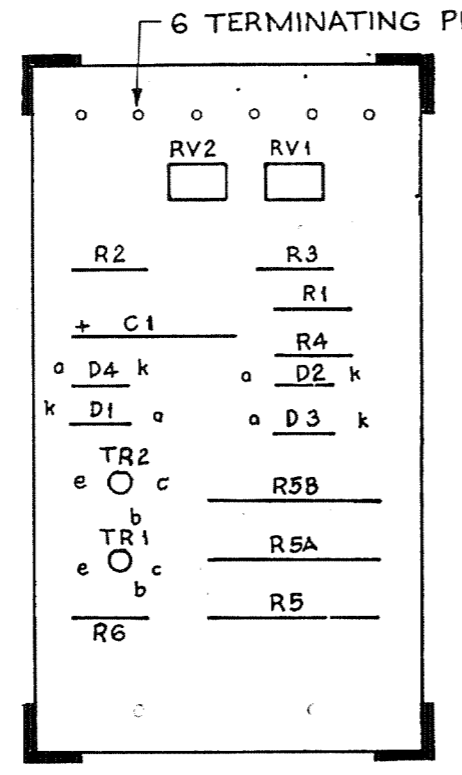 6 TERMINATING
RV2 RV1
R2 R3
R1
+ C1
R4
a D4 k a D2 k
k D1 a a D3 k
TR2
e c R5B
b
TR1 R5A
e c
b
R5
R6